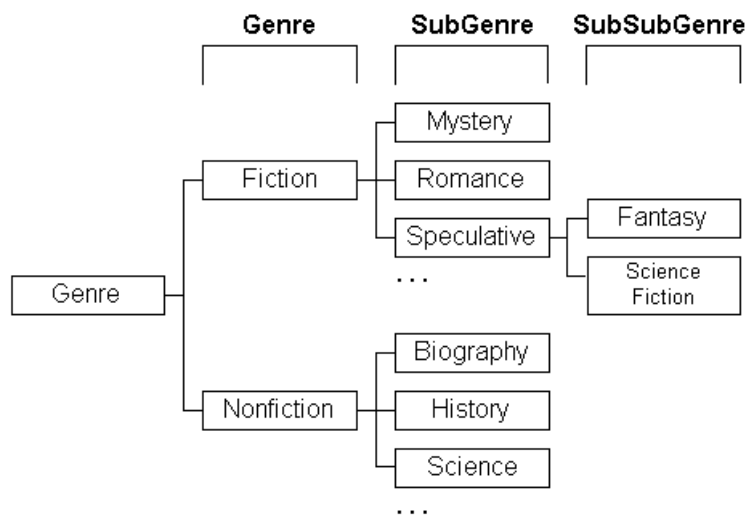 Genre SubGenre SubSubGenre
Mystery
Fiction Romance
Speculative Fantasy
. . .
Genre Science
Fiction
Biography
Nonfiction History
Science
. . .